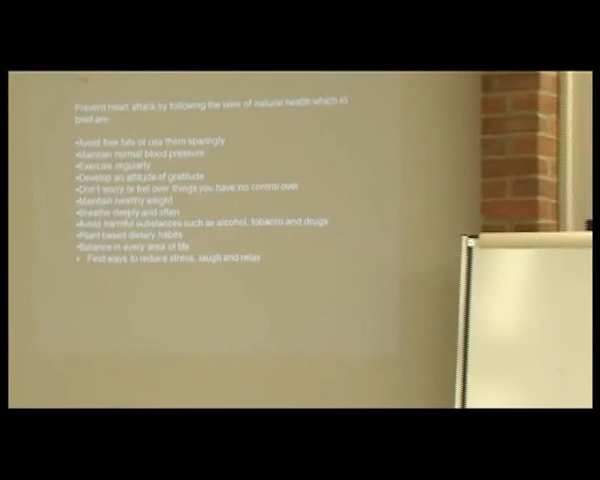 Prevent heart attack by following the laws of natural health which in
brief are:
•Avoid free fats or use them sparingly
•Maintain normal blood pressure
•Exercise regularly
•Develop an attitude of gratitude
•Don't worry or fret over things you have no control over
•Maintain healthy weight
•Breathe deeply and often
•Avoid harmful substances such as alcohol, tobacco and drugs
•Plant based dietary habits
•Balance in every area of life
• Find ways to reduce stress, laugh and relax